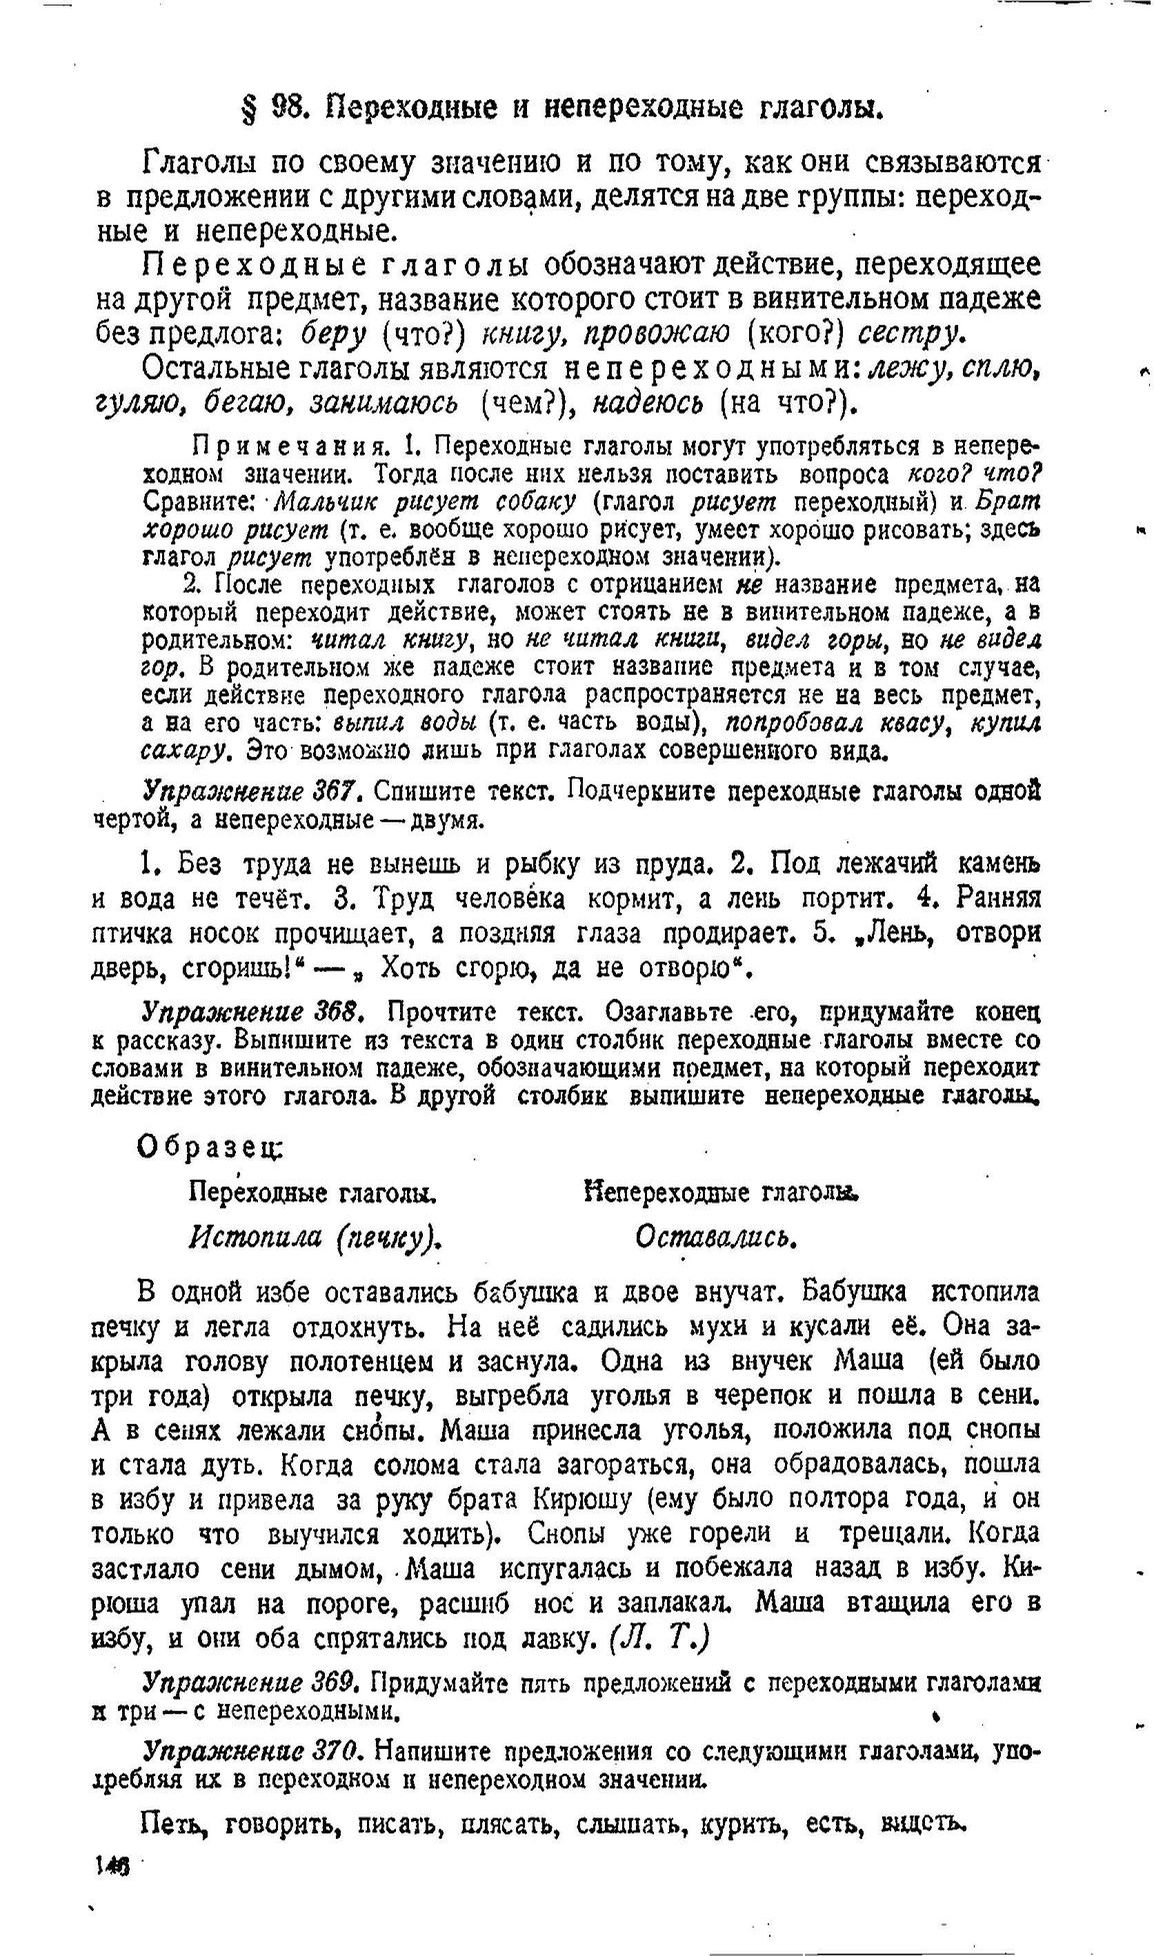 § 98. Переходные и непереходные глаголы.
Глаголы по своему значению и по тому, как они связываются
в предложении с другими словами, делятся на две группы: переход-
ные и непереходные.
Переходные глаголы обозначают действие, переходящее
на другой предмет, название которого стоит в винительном падеже
без предлога: беру (что?) книгу, провожаю (кого?) сестру.
Остальные глаголы являются непереходными: лежу, сплю,
гуляю, бегаю, занимаюсь (чем?), надеюсь (на что?).
Примечания. 1. Переходные глаголы могут употребляться в непере-
ходном значении. Тогда после них нельзя поставить вопроса кого? что?
Сравните: Мальчик рисует собаку (глагол рисует переходный) и Брат
хорошо рисует (т. е. вообще хорошо рисует, умеет хорошо рисовать; здесь
глагол рисует употреблён в непереходном значении).
2. После переходных глаголов с отрицанием не название предмета, на
который переходит действие, может стоять не в винительном падеже, а в
родительном: читал книгу, но не читал книги, видел горы, но не видел
гор. В родительном же падеже стоит название предмета и в том случае,
если действие переходного глагола распространяется не на весь предмет,
а на его часть: выпил воды (т. е. часть воды), попробовал квасу, купил
сахару. Это возможно лишь при глаголах совершенного вида.
Упражнение 367. Спишите текст. Подчеркните переходные глаголы одной
чертой, а непереходные — двумя.
1. Без труда не вынешь и рыбку из пруда. 2. Под лежачий камень
и вода не течёт. 3. Труд человека кормит, а лень портит. 4. Ранняя
птичка носок прочищает, а поздняя глаза продирает. 5. „Лень, отвори
дверь, сгоришь!“ — „ Хоть сгорю, да не отворю“.
Упражнение 368. Прочтите текст. Озаглавьте его, придумайте конец
к рассказу. Выпишите из текста в один столбик переходные глаголы вместе со
словами в винительном падеже, обозначающими предмет, на который переходит
действие этого глагола. В другой столбик выпишите непереходные глаголы.
Образец:
Переходные глаголы. Непереходные глаголы.
Истопила (печку). Оставались.
В одной избе оставались бабушка и двое внучат. Бабушка истопила
печку и легла отдохнуть. На неё садились мухи и кусали её. Она за-
крыла голову полотенцем и заснула. Одна из внучек Маша (ей было
три года) открыла печку, выгребла уголья в черепок и пошла в сени.
А в сенях лежали снопы. Маша принесла уголья, положила под снопы
и стала дуть. Когда солома стала загораться, она обрадовалась, пошла
в избу и привела за руку брата Кирюшу (ему было полтора года, и он
только что выучился ходить). Снопы уже горели и трещали. Когда
застлало сени дымом, Маша испугалась и побежала назад в избу. Ки-
рюша упал на пороге, расшиб нос и заплакал. Маша втащила его в
избу, и они оба спрятались под лавку. (Л. Т.)
Упражнение 369. Придумайте пять предложений с переходными глаголами
и три — с непереходными.
Упражнение 370. Напишите предложения со следующими глаголами, упо-
требляя их в переходном и непереходном значении.
Петь, говорить, писать, плясать, слышать, курить, есть, видеть.
146